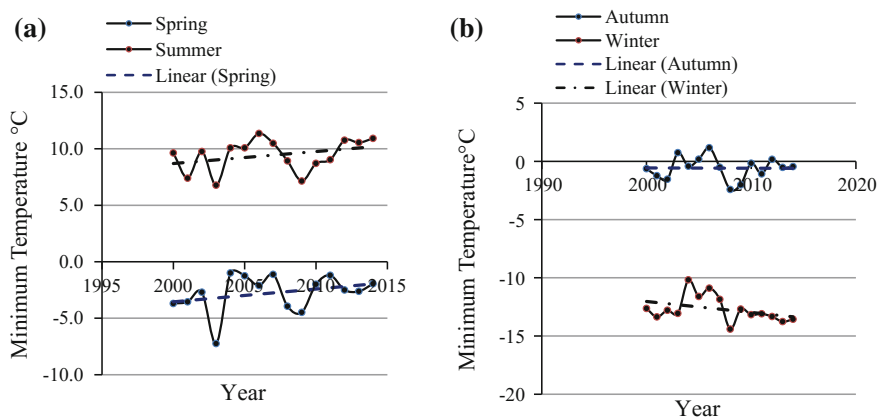 (a)
Spring
Summer
Linear (Spring)
15.0
10.0
5.0
0.0
-5.0
-10.0
1995
2000
2005
2010
2015
Minimum Temperature °C
Year
(b)
Autumn
Winter
Linear (Autumn)
Linear (Winter)
5
0
-5
-10
-15
-20
1990
2000
2010
2020
Minimum Temperature°C
Year